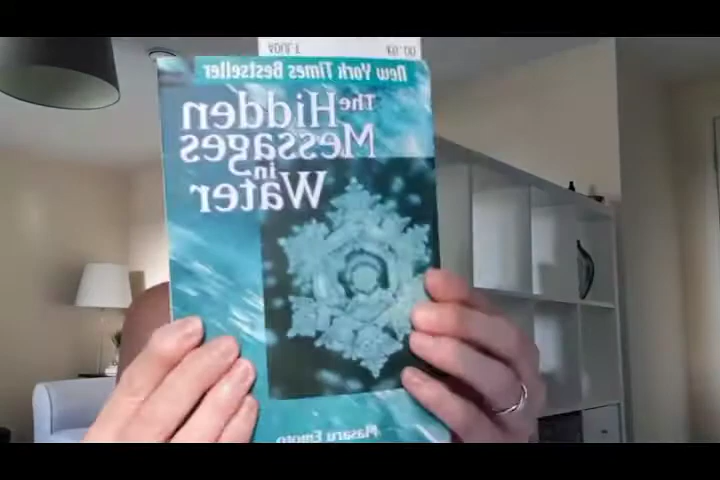 New York Times Bestseller
The Hidden
Messages
in
Water
Masaru Emoto